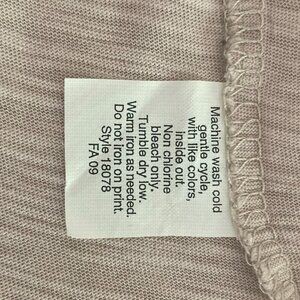 Machine wash cold
gentle cycle,
with like colors,
inside out.
Non chlorine
bleach only.
Tumble dry low.
Warm iron as needed.
Do not iron on print.
Style 18078
FA 09